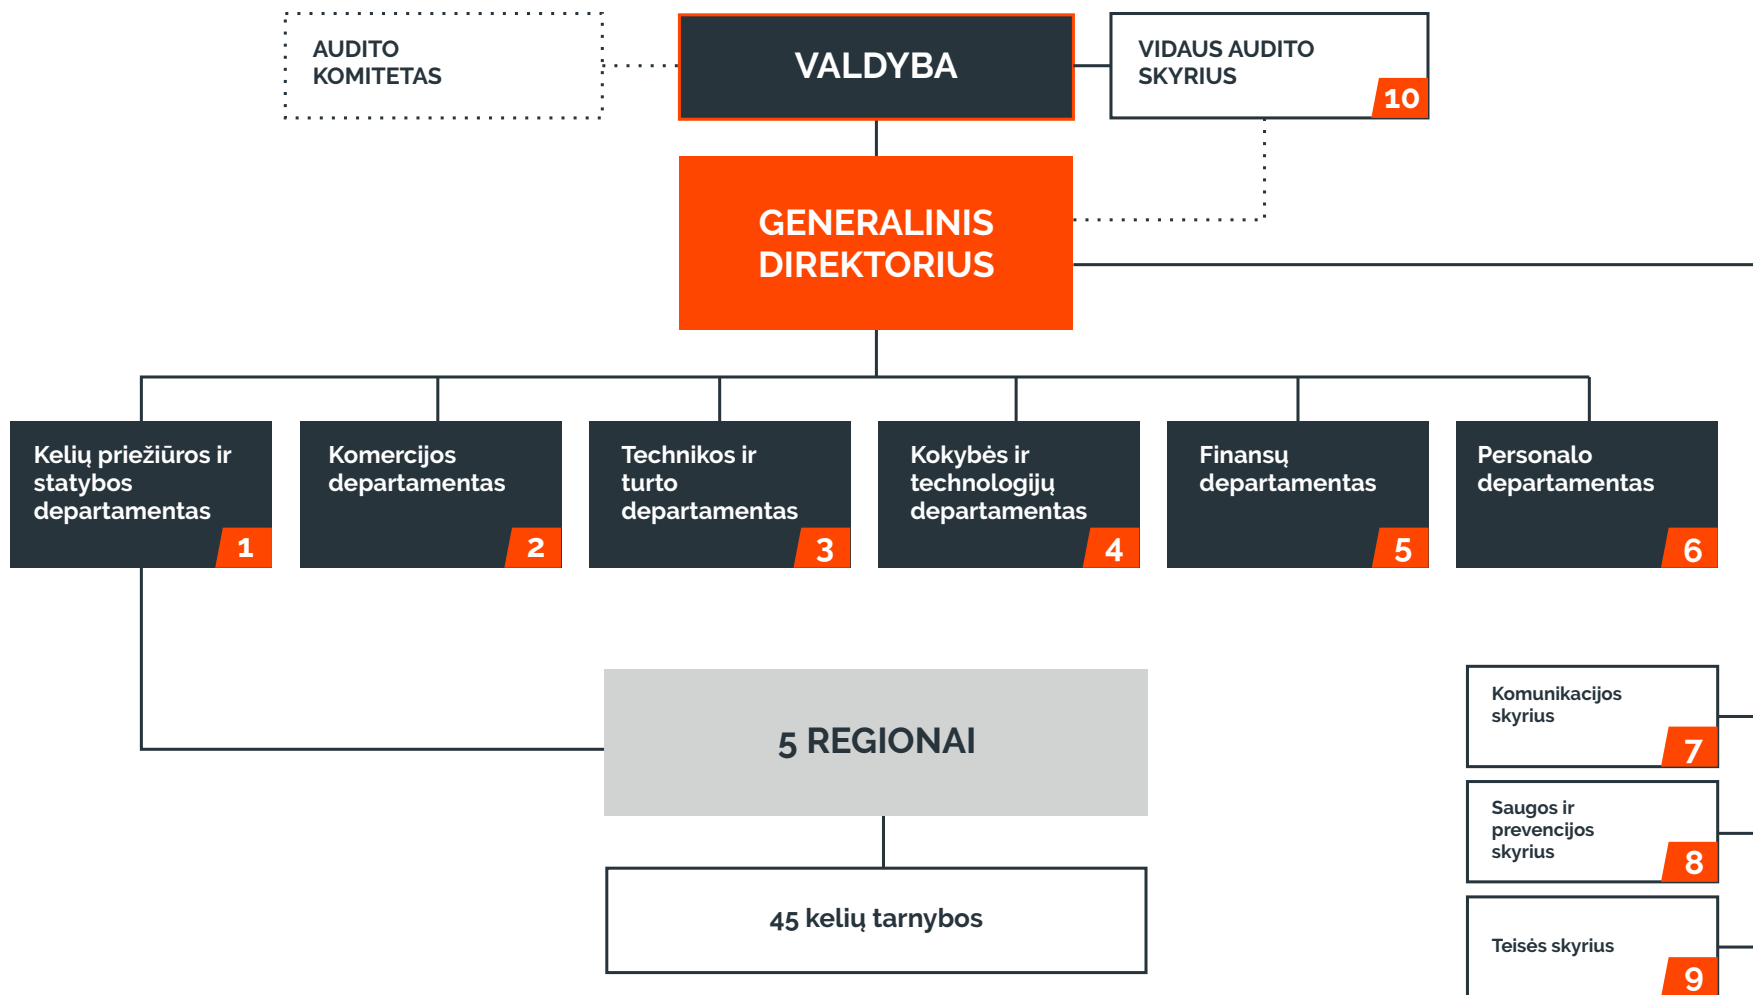 AUDITO
KOMITETAS
VALDYBA
VIDAUS AUDITO
SKYRIUS
10
GENERALINIS
DIREKTORIUS
Kelių priežiūros ir
statybos
departamentas
1
Komercijos
departamentas
2
Technikos ir
turto
departamentas
3
Kokybės ir
technologijų
departamentas
4
Finansų
departamentas
5
Personalo
departamentas
6
5 REGIONAI
45 kelių tarnybos
Komunikacijos
skyrius
7
Saugos ir
prevencijos
skyrius
8
Teisės skyrius
9